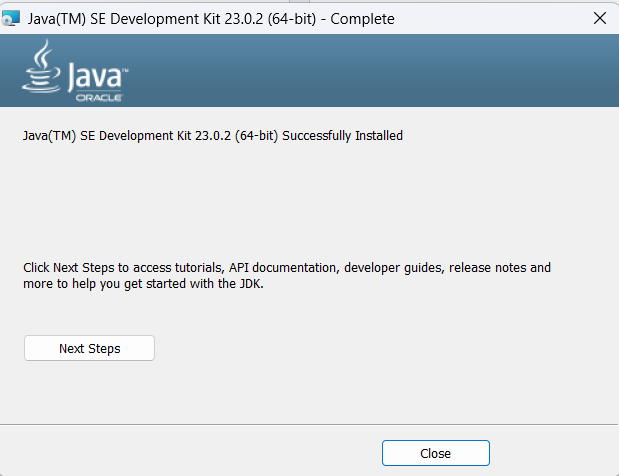 Java(TM) SE Development Kit 23.0.2 (64-bit) - Complete
Java™
ORACLE
Java(TM) SE Development Kit 23.0.2 (64-bit) Successfully Installed
Click Next Steps to access tutorials, API documentation, developer guides, release notes and
more to help you get started with the JDK.
Next Steps
Close